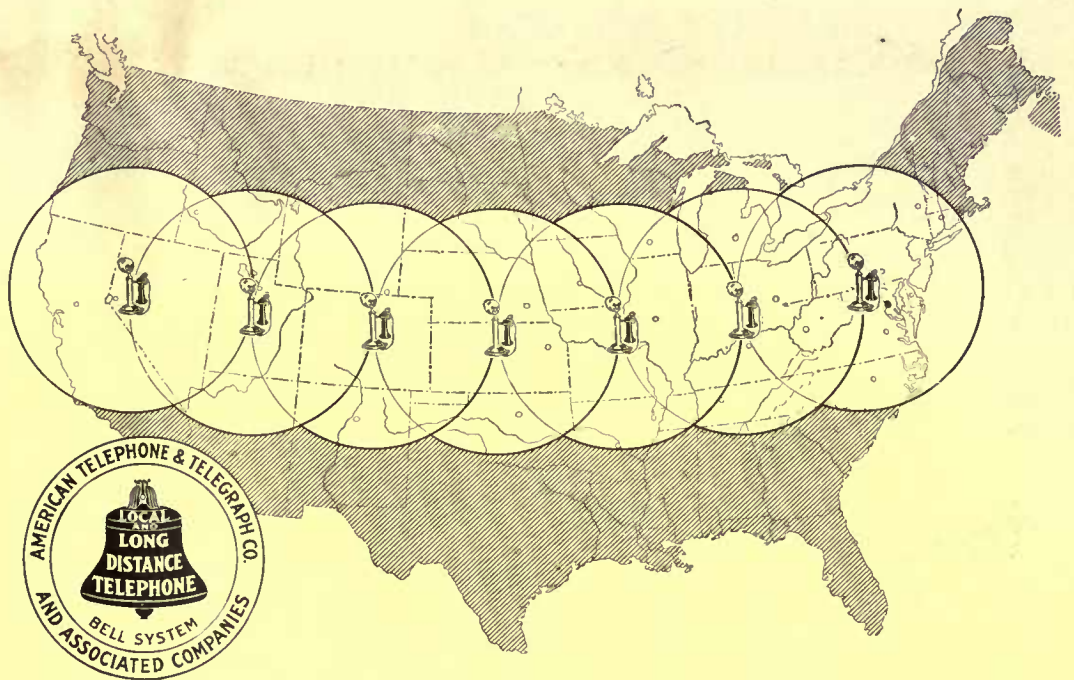 AMERICAN TELEPHONE & TELEGRAPH CO.
LOCAL
AND
LONG
DISTANCE
TELEPHONE
BELL SYSTEM
AND ASSOCIATED COMPANIES